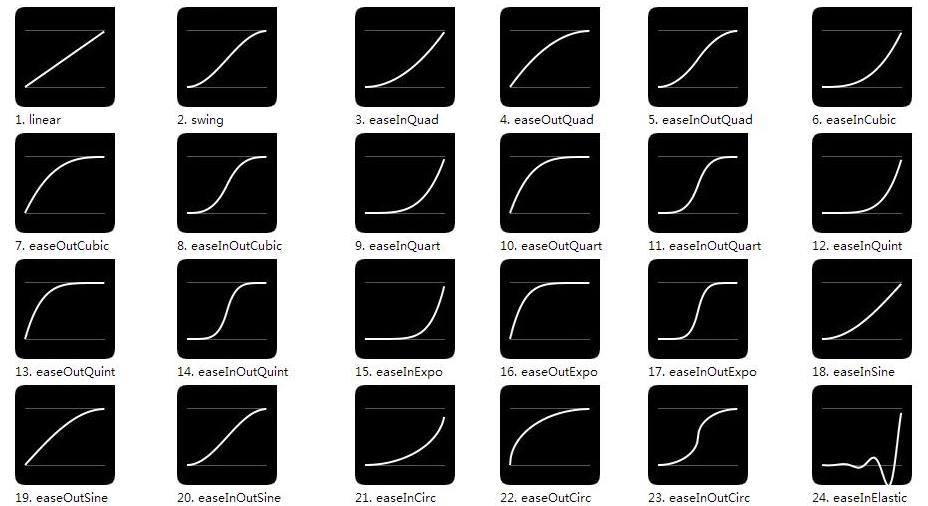 1. linear
2. swing
3. easeInQuad
4. easeOutQuad
5. easeInOutQuad
6. easeInCubic
7. easeOutCubic
8. easeInOutCubic
9. easeInQuart
10. easeOutQuart
11. easeInOutQuart
12. easeInQuint
13. easeOutQuint
14. easeInOutQuint
15. easeInExpo
16. easeOutExpo
17. easeInOutExpo
18. easeInSine
19. easeOutSine
20. easeInOutSine
21. easeInCirc
22. easeOutCirc
23. easeInOutCirc
24. easeInElastic